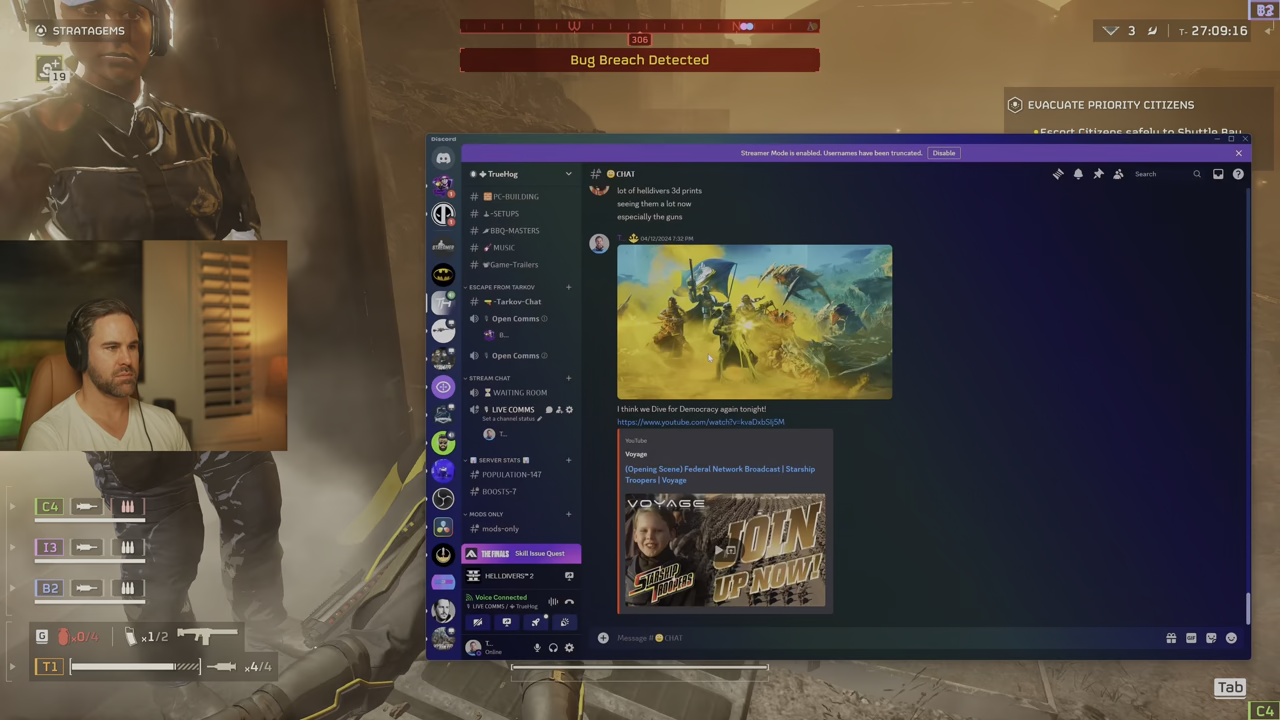 STRATAGEMS
19
W
N
306
Bug Breach Detected
3
T- 27:09:16
B2
EVACUATE PRIORITY CITIZENS
Escort Citizens safely to Shuttle Bay
Discord
Streamer Mode is enabled. Usernames have been truncated.
Disable
TrueHog
PC-BUILDING
-SETUPS
BBQ-MASTERS
MUSIC
Game-Trailers
ESCAPE FROM TARKOV
-Tarkov-Chat
Open Comms
B...
Open Comms
STREAM CHAT
WAITING ROOM
LIVE COMMS
Set a channel status
T...
SERVER STATS
POPULATION-147
BOOSTS-7
MODS ONLY
mods-only
THE FINALS Skill Issue Quest
HELLDIVERS™ 2
Voice Connected
LIVE COMMS / TrueHog
T...
Online
CHAT
Search
lot of helldivers 3d prints
seeing them a lot now
especially the guns
T... 04/12/2024 7:32 PM
I think we Dive for Democracy again tonight!
YouTube
Voyage
(Opening Scene) Federal Network Broadcast | Starship
Troopers | Voyage
VOYAGE
JOIN
UP NOW!
STARSHIP
TROOPERS
Message # CHAT
C4
I3
B2
G
x0/4
x1/2
T1
x4/4
Tab
C4